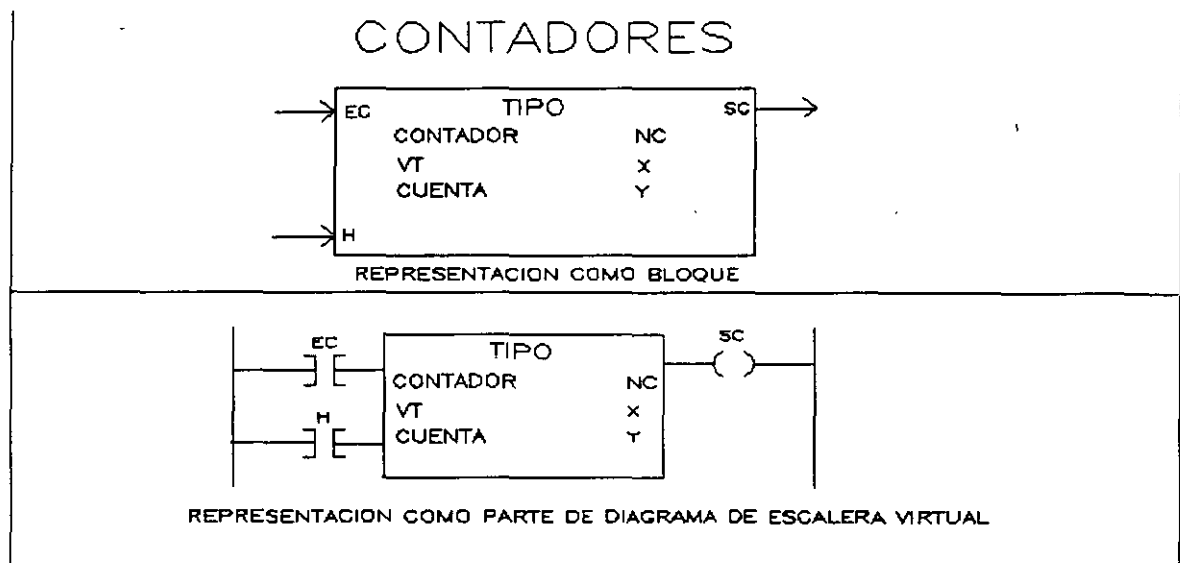 CONTADORES
EC TIPO SC
CONTADOR NC
VT X
CUENTA Y
H
REPRESENTACION COMO BLOQUE
EC TIPO SC
CONTADOR NC
H VT X
CUENTA Y
REPRESENTACION COMO PARTE DE DIAGRAMA DE ESCALERA VIRTUAL